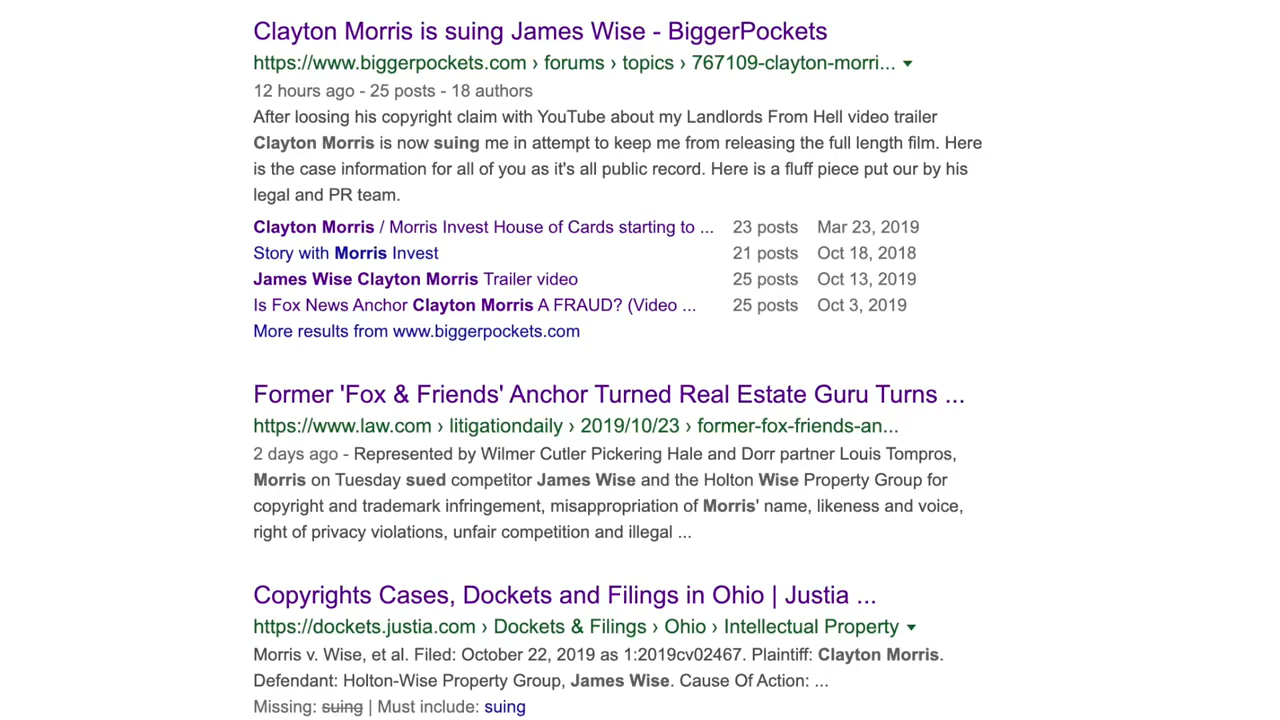 Clayton Morris is suing James Wise - BiggerPockets
https://www.biggerpockets.com › forums › topics › 767109-clayton-morri...
12 hours ago - 25 posts - 18 authors
After loosing his copyright claim with YouTube about my Landlords From Hell video trailer
Clayton Morris is now suing me in attempt to keep me from releasing the full length film. Here
is the case information for all of you as it's all public record. Here is a fluff piece put our by his
legal and PR team.
Clayton Morris / Morris Invest House of Cards starting to ... 23 posts Mar 23, 2019
Story with Morris Invest 21 posts Oct 18, 2018
James Wise Clayton Morris Trailer video 25 posts Oct 13, 2019
Is Fox News Anchor Clayton Morris A FRAUD? (Video ... 25 posts Oct 3, 2019
More results from www.biggerpockets.com
Former 'Fox & Friends' Anchor Turned Real Estate Guru Turns ...
https://www.law.com › litigationdaily › 2019/10/23 › former-fox-friends-an...
2 days ago - Represented by Wilmer Cutler Pickering Hale and Dorr partner Louis Tompros,
Morris on Tuesday sued competitor James Wise and the Holton Wise Property Group for
copyright and trademark infringement, misappropriation of Morris' name, likeness and voice,
right of privacy violations, unfair competition and illegal ...
Copyrights Cases, Dockets and Filings in Ohio | Justia ...
https://dockets.justia.com › Dockets & Filings › Ohio › Intellectual Property
Morris v. Wise, et al. Filed: October 22, 2019 as 1:2019cv02467. Plaintiff: Clayton Morris.
Defendant: Holton-Wise Property Group, James Wise. Cause Of Action: ...
Missing: suing | Must include: suing